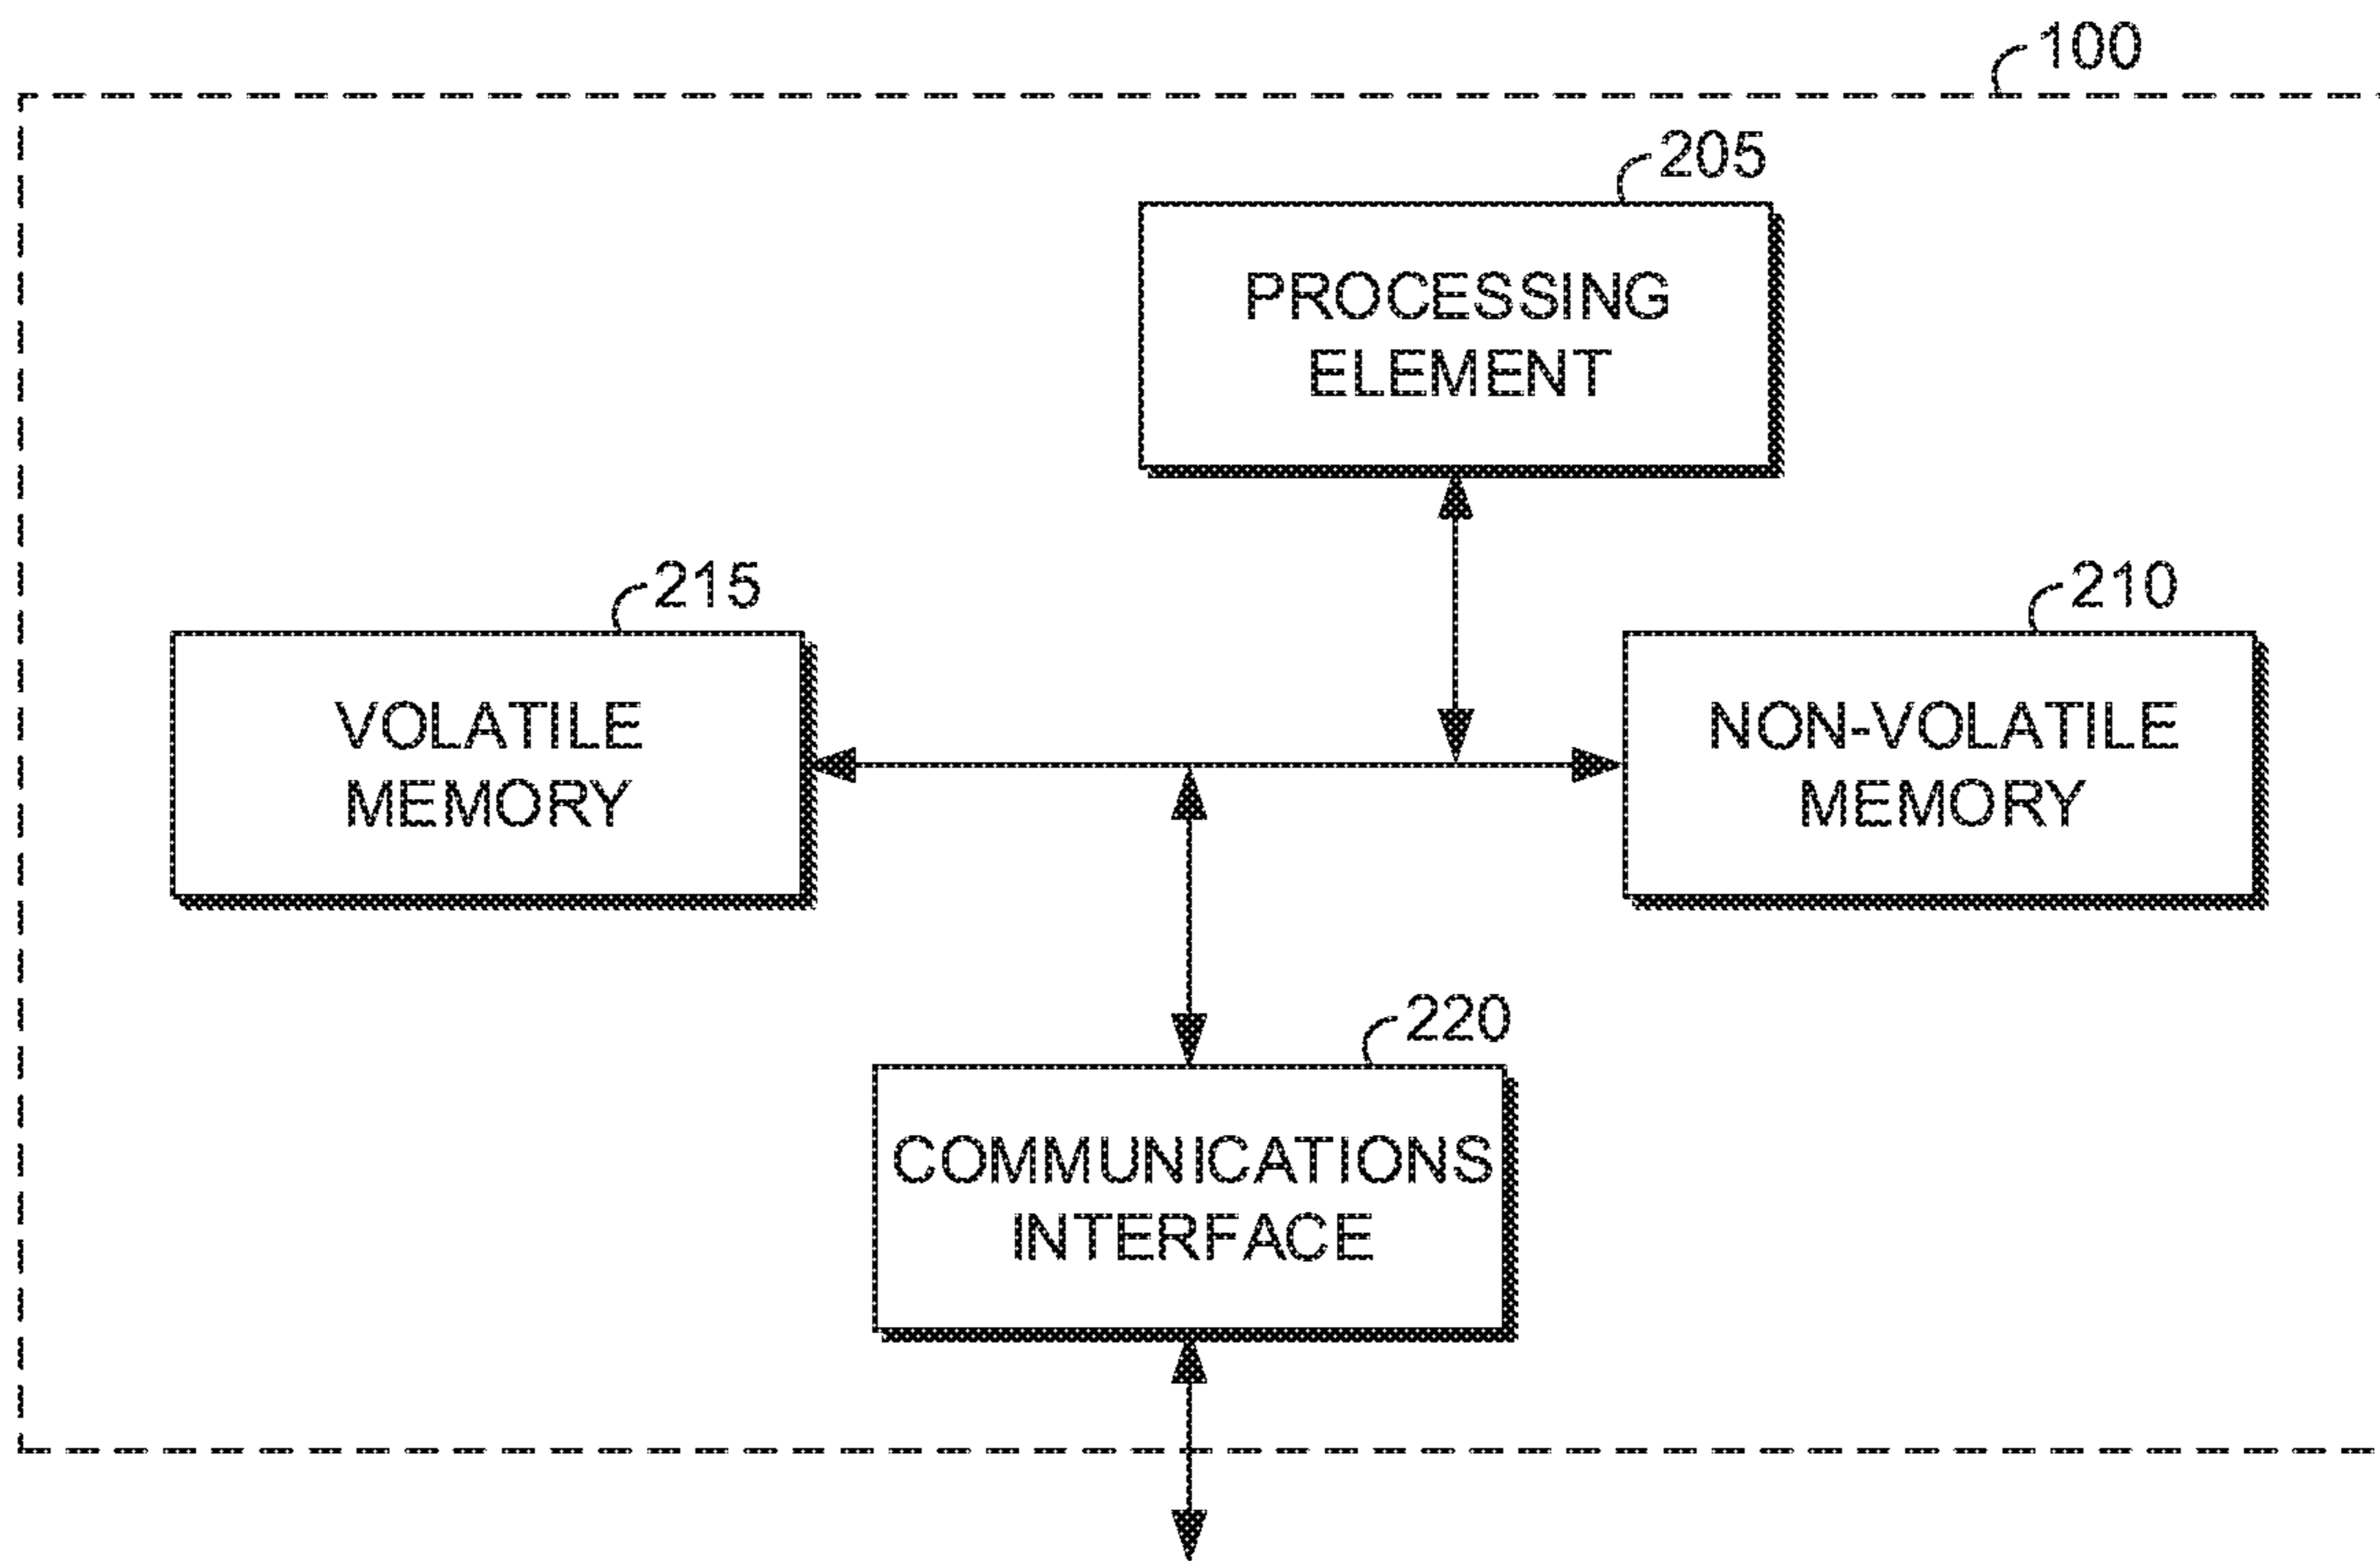 100
205
PROCESSING
ELEMENT
215
210
VOLATILE
MEMORY
NON-VOLATILE
MEMORY
220
COMMUNICATIONS
INTERFACE